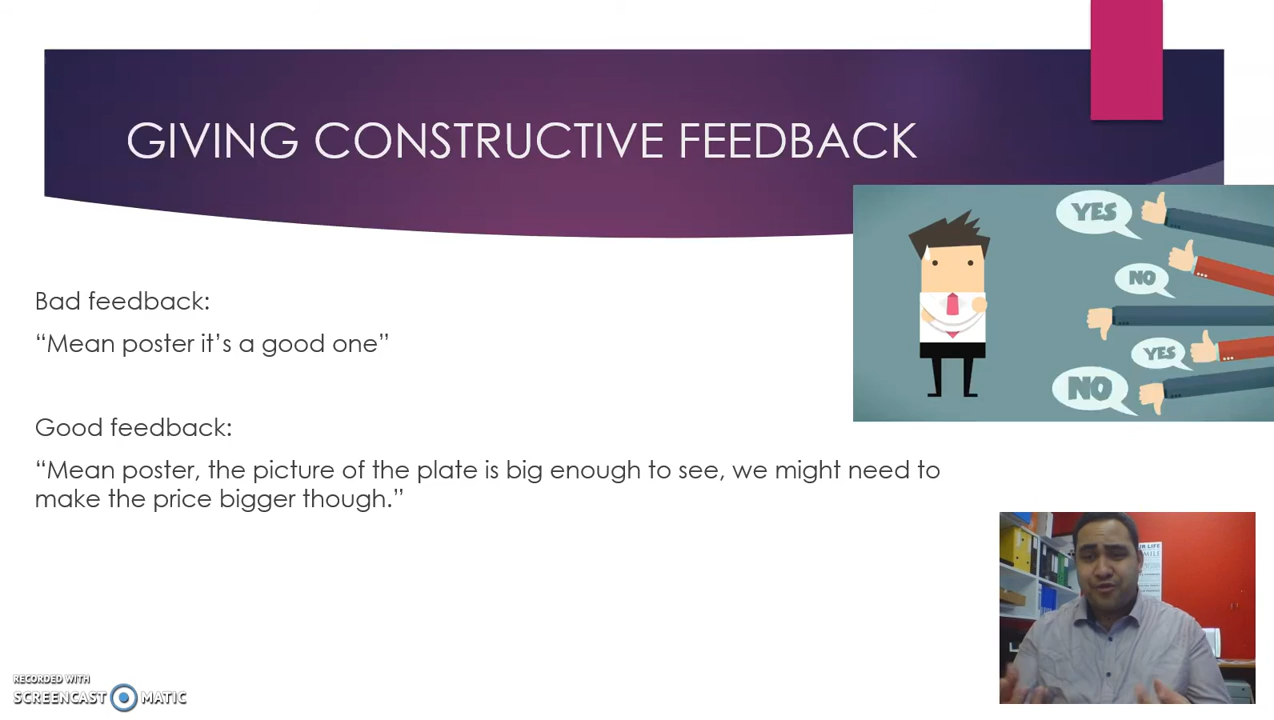 GIVING CONSTRUCTIVE FEEDBACK
YES
NO
YES
NO
Bad feedback:
“Mean poster it’s a good one”
Good feedback:
“Mean poster, the picture of the plate is big enough to see, we might need to
make the price bigger though.”
UR LIFE
RECORDED WITH
SCREENCAST MATIC